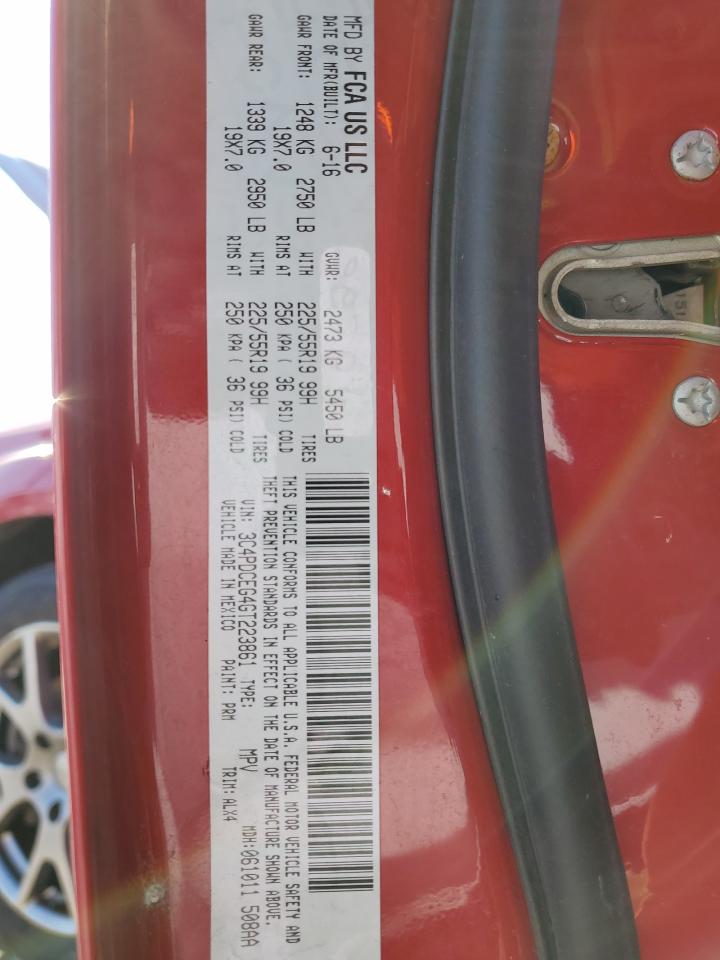 MFD BY FCA US LLC
DATE OF MFR(BUILT): 6-16 GVWR: 2473 KG 5450 LB
GAWR FRONT: 1248 KG 2750 LB WITH 225/55R19 99H TIRES
19X7.0 RIMS AT 250 KPA ( 36 PSI) COLD
GAWR REAR: 1339 KG 2950 LB WITH 225/55R19 99H TIRES
19X7.0 RIMS AT 250 KPA ( 36 PSI) COLD
THIS VEHICLE CONFORMS TO ALL APPLICABLE U.S.A. FEDERAL MOTOR VEHICLE SAFETY AND
THEFT PREVENTION STANDARDS IN EFFECT ON THE DATE OF MANUFACTURE SHOWN ABOVE.
VIN: 3C4PDCEG4GT223861 TYPE: MPV MDH:061011 508AA
VEHICLE MADE IN MEXICO PAINT: PRM TRIM:ALX4